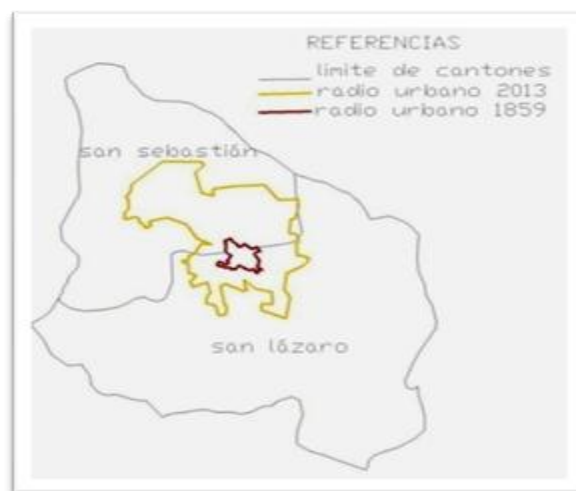 REFERENCIAS
limite de cantones
radio urbano 2013
radio urbano 1859
san sebastián
san lázaro